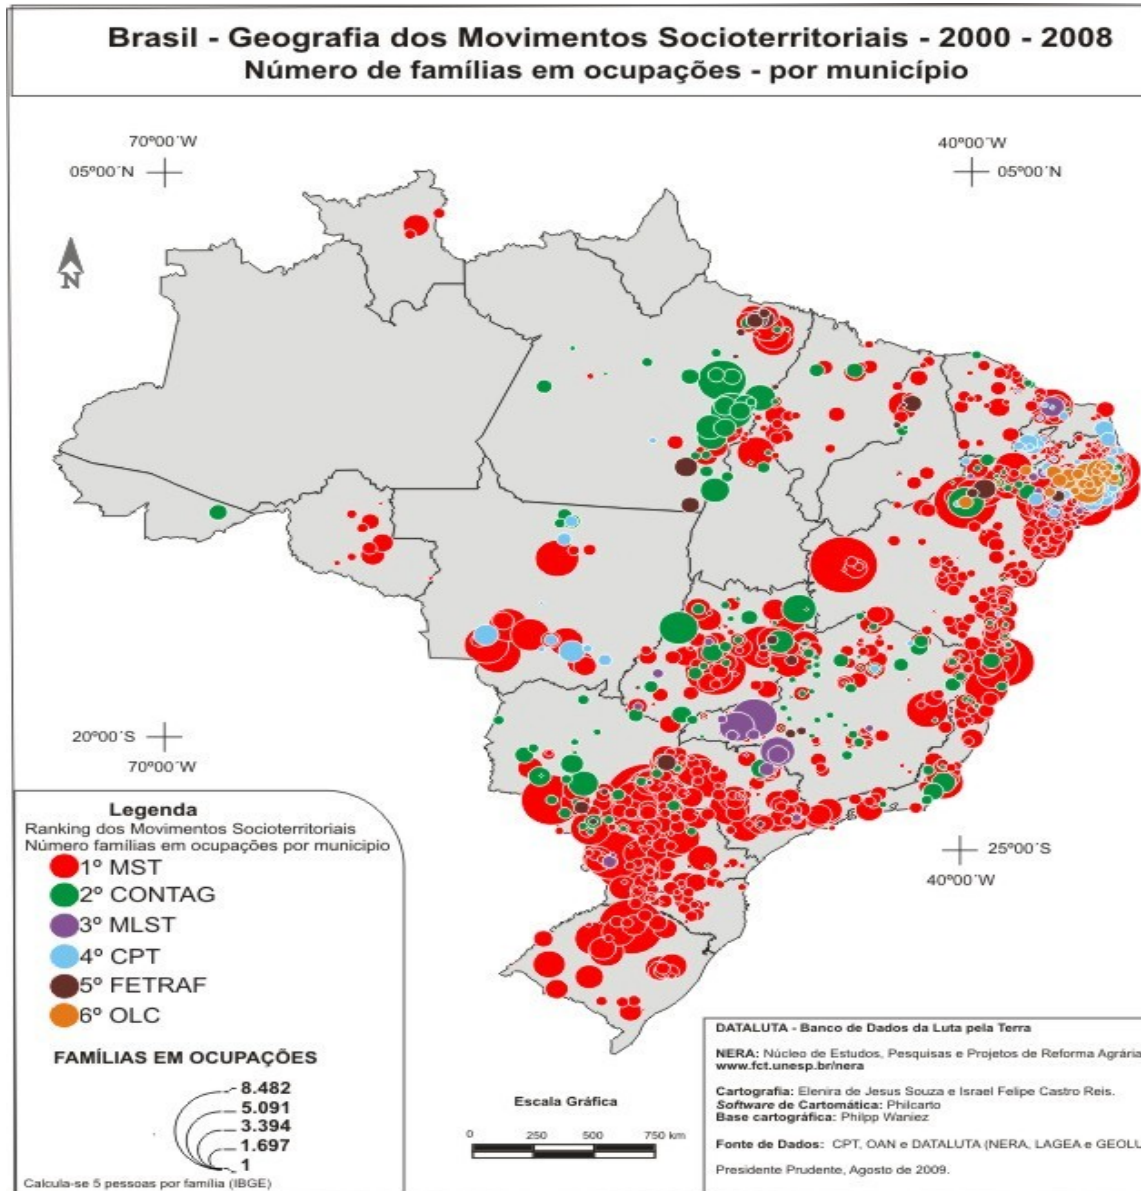 Brasil - Geografia dos Movimentos Socioterritoriais - 2000 - 2008
Número de famílias em ocupações - por município
70º00´W
40º00´W
05º00´N
05º00´N
N
20º00´S
70º00´W
25º00´S
40º00´W
Legenda
Ranking dos Movimentos Socioterritoriais
Número famílias em ocupações por municipio
1º MST
2º CONTAG
3º MLST
4º CPT
5º FETRAF
6º OLC
FAMÍLIAS EM OCUPAÇÕES
8.482
5.091
3.394
1.697
1
Calcula-se 5 pessoas por família (IBGE)
Escala Gráfica
0 250 500 750 km
DATALUTA - Banco de Dados da Luta pela Terra
NERA: Núcleo de Estudos, Pesquisas e Projetos de Reforma Agrária
www.fct.unesp.br/nera
Cartografia: Elenira de Jesus Souza e Israel Felipe Castro Reis.
Software de Cartomática: Philcarto
Base cartográfica: Philpp Waniez
Fonte de Dados: CPT, OAN e DATALUTA (NERA, LAGEA e GEOLU
Presidente Prudente, Agosto de 2009.